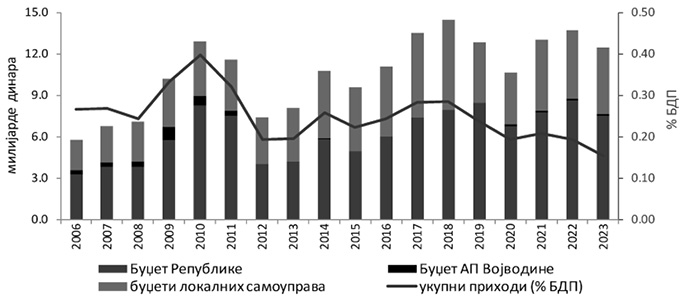 милијарде динара
15.0
12.0
9.0
6.0
3.0
0.0
0.50
0.40
0.30
0.20
0.10
0.00
% БДП
2006 2007 2008 2009 2010 2011 2012 2013 2014 2015 2016 2017 2018 2019 2020 2021 2022 2023
Буџет Републике Буџет АП Војводине
буџети локалних самоуправа укупни приходи (% БДП)